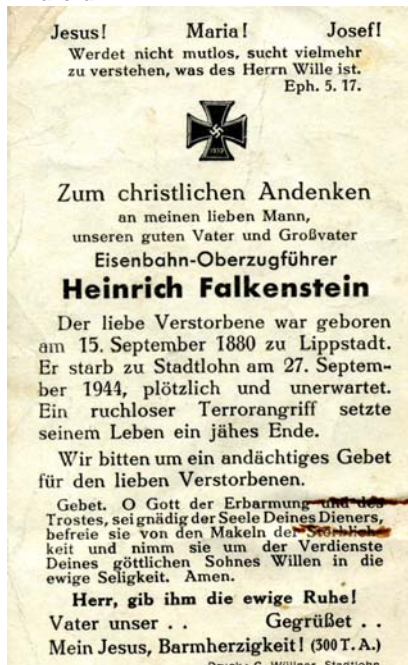 Jesus! Maria! Josef!
Werdet nicht mutlos, sucht vielmehr
zu verstehen, was des Herrn Wille ist.
Eph. 5. 17.
Zum christlichen Andenken
an meinen lieben Mann,
unseren guten Vater und Großvater
Eisenbahn-Oberzugführer
Heinrich Falkenstein
Der liebe Verstorbene war geboren
am 15. September 1880 zu Lippstadt.
Er starb zu Stadtlohn am 27. Septem-
ber 1944, plötzlich und unerwartet.
Ein ruchloser Terrorangriff setzte
seinem Leben ein jähes Ende.
Wir bitten um ein andächtiges Gebet
für den lieben Verstorbenen.
Gebet. O Gott der Erbarmung und des
Trostes, sei gnädig der Seele Deines Dieners,
befreie sie von den Makeln der Sterblich-
keit und nimm sie um der Verdienste
Deines göttlichen Sohnes Willen in die
ewige Seligkeit. Amen.
Herr, gib ihm die ewige Ruhe!
Vater unser . . Gegrüßet . .
Mein Jesus, Barmherzigkeit! (300 T. A.)